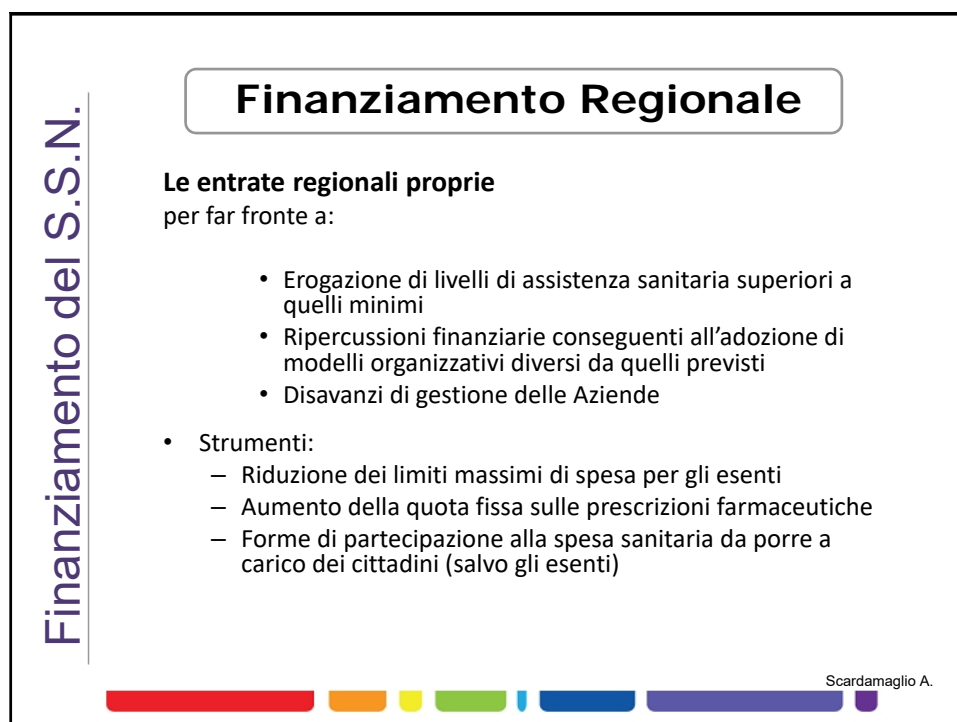 Finanziamento del S.S.N.
Finanziamento Regionale
Le entrate regionali proprie
per far fronte a:
• Erogazione di livelli di assistenza sanitaria superiori a
quelli minimi
• Ripercussioni finanziarie conseguenti all’adozione di
modelli organizzativi diversi da quelli previsti
• Disavanzi di gestione delle Aziende
• Strumenti:
– Riduzione dei limiti massimi di spesa per gli esenti
– Aumento della quota fissa sulle prescrizioni farmaceutiche
– Forme di partecipazione alla spesa sanitaria da porre a
carico dei cittadini (salvo gli esenti)
Scardamaglio A.